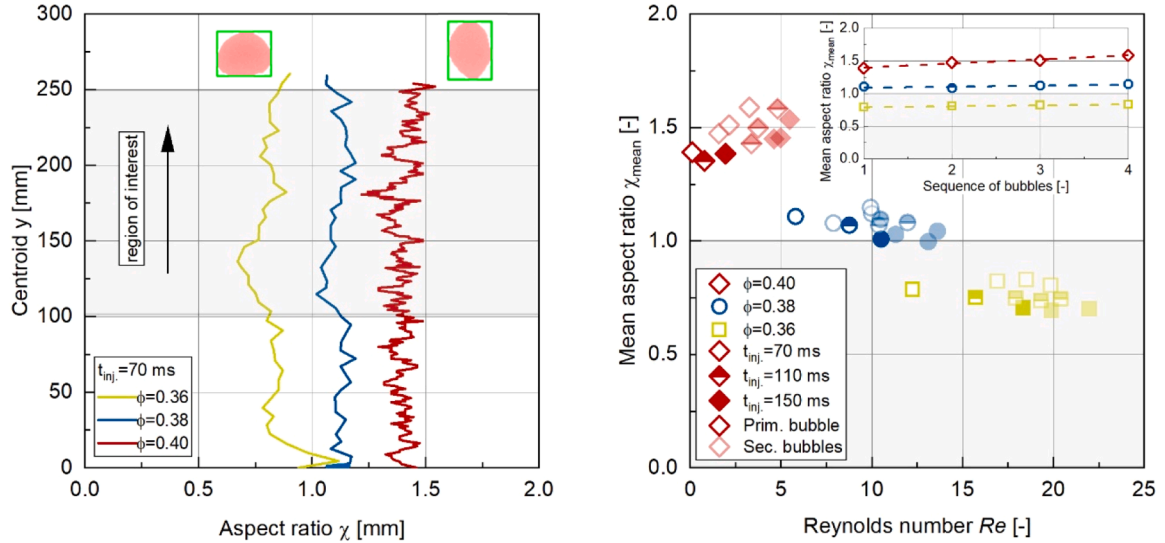 300
250
200
150
100
50
0
Centroid y [mm]
region of interest
t_inj.=70 ms
ϕ=0.36
ϕ=0.38
ϕ=0.40
0.0 0.5 1.0 1.5 2.0
Aspect ratio χ [mm]
2.0
1.5
1.0
0.5
0.0
Mean aspect ratio χ_mean [-]
2.0
1.5
1.0
0.5
0.0
Mean aspect ratio χ_mean [-]
1 2 3 4
Sequence of bubbles [-]
ϕ=0.40
ϕ=0.38
ϕ=0.36
t_inj.=70 ms
t_inj.=110 ms
t_inj.=150 ms
Prim. bubble
Sec. bubbles
0 5 10 15 20 25
Reynolds number Re [-]